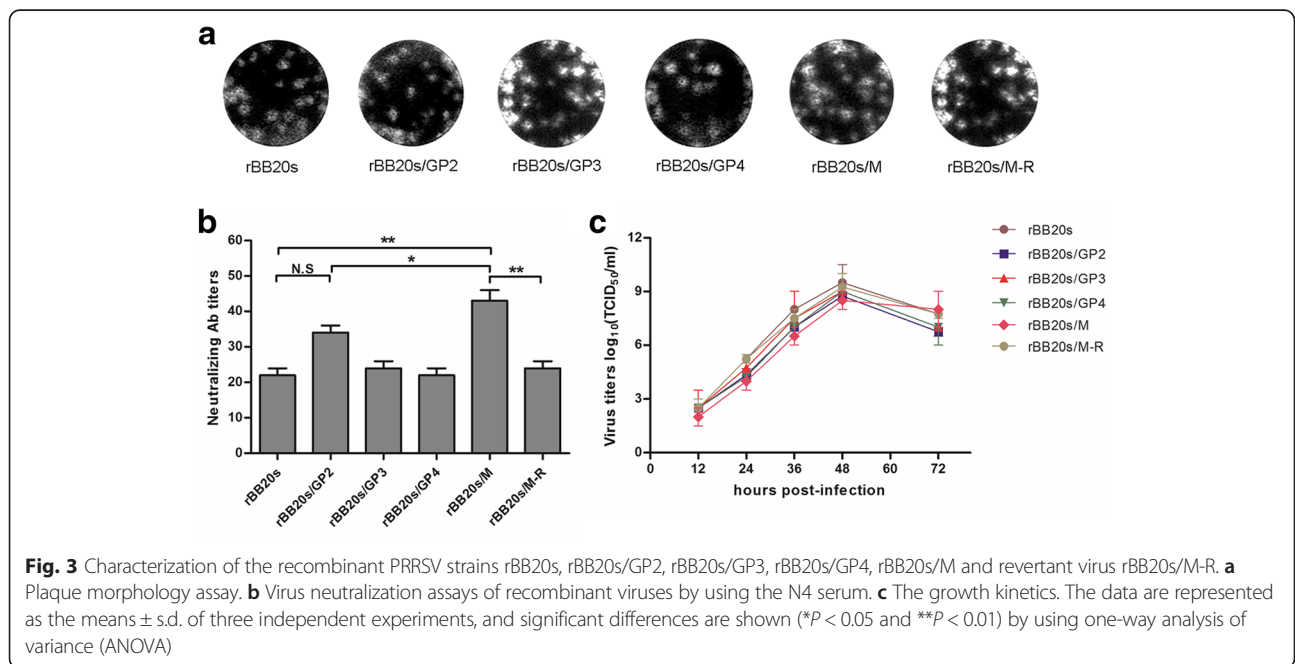 a
rBB20s rBB20s/GP2 rBB20s/GP3 rBB20s/GP4 rBB20s/M rBB20s/M-R
b
Neutralizing Ab titers
60
50
40
30
20
10
0
**
N.S
*
**
rBB20s
rBB20s/GP2
rBB20s/GP3
rBB20s/GP4
rBB20s/M
rBB20s/M-R
c
Virus titers log10(TCID50/ml)
12
9
6
3
0
0 12 24 36 48 60 72
hours post-infection
rBB20s
rBB20s/GP2
rBB20s/GP3
rBB20s/GP4
rBB20s/M
rBB20s/M-R
Fig. 3 Characterization of the recombinant PRRSV strains rBB20s, rBB20s/GP2, rBB20s/GP3, rBB20s/GP4, rBB20s/M and revertant virus rBB20s/M-R. a
Plaque morphology assay. b Virus neutralization assays of recombinant viruses by using the N4 serum. c The growth kinetics. The data are represented
as the means ± s.d. of three independent experiments, and significant differences are shown (*P < 0.05 and **P < 0.01) by using one-way analysis of
variance (ANOVA)